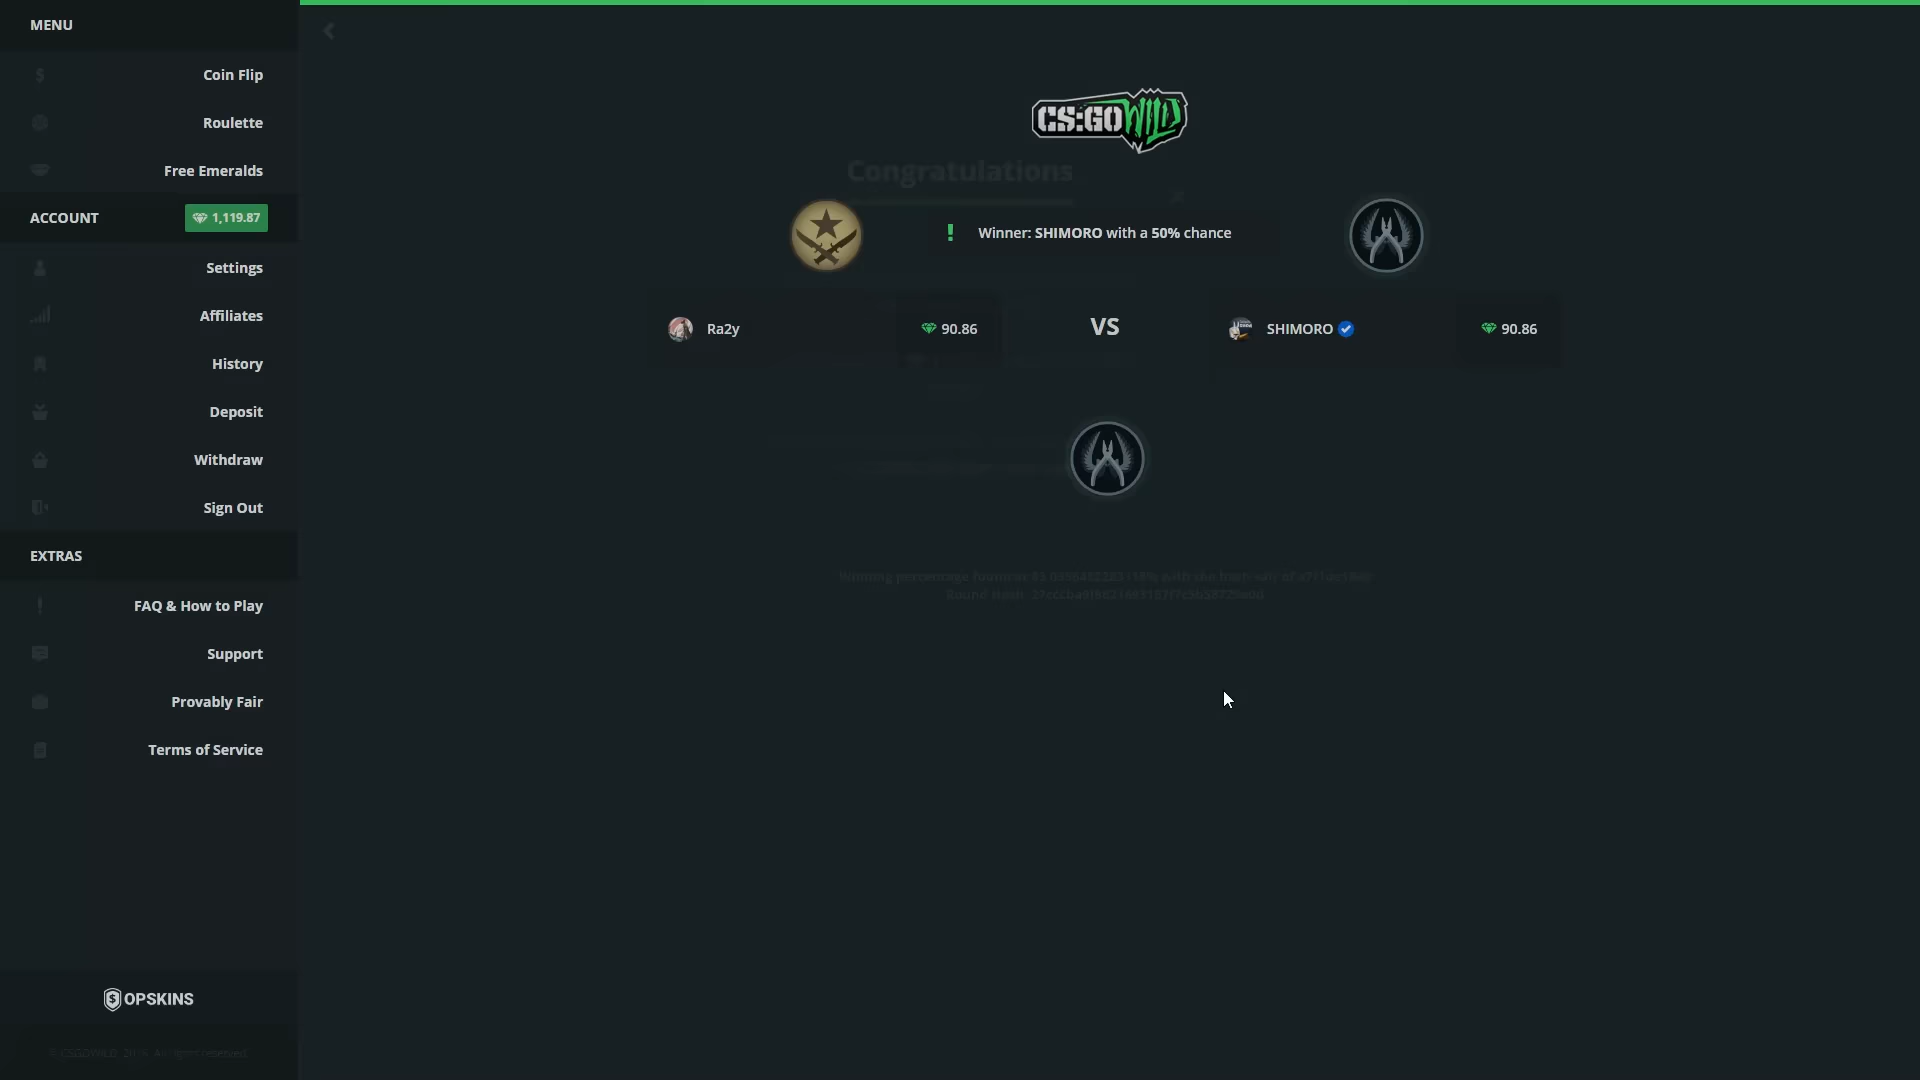 MENU
Coin Flip
Roulette
Free Emeralds
ACCOUNT
1,119.87
Settings
Affiliates
History
Deposit
Withdraw
Sign Out
EXTRAS
FAQ & How to Play
Support
Provably Fair
Terms of Service
OPSKINS
CS:GO WILD
Congratulations
Winner: SHIMORO with a 50% chance
Ra2y
90.86
VS
SHIMORO
90.86